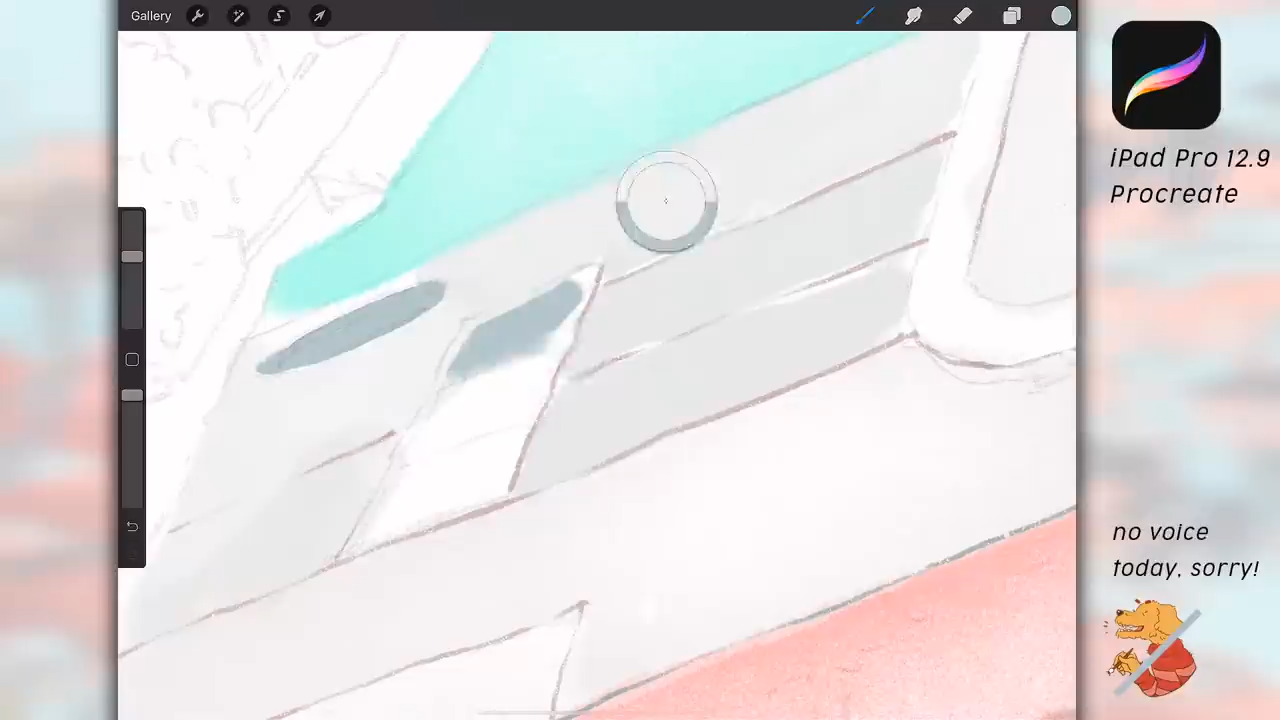 Gallery
iPad Pro 12.9
Procreate
no voice
today, sorry!